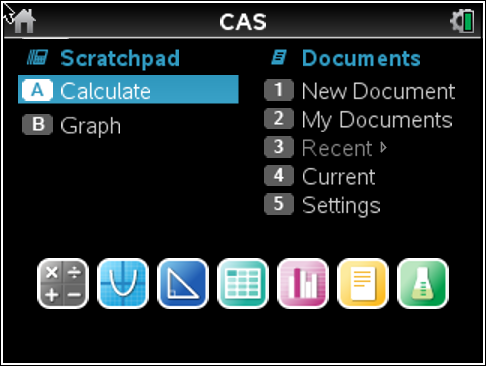 CAS
Scratchpad
A Calculate
B Graph
Documents
1 New Document
2 My Documents
3 Recent ▹
4 Current
5 Settings
× ÷
+ −